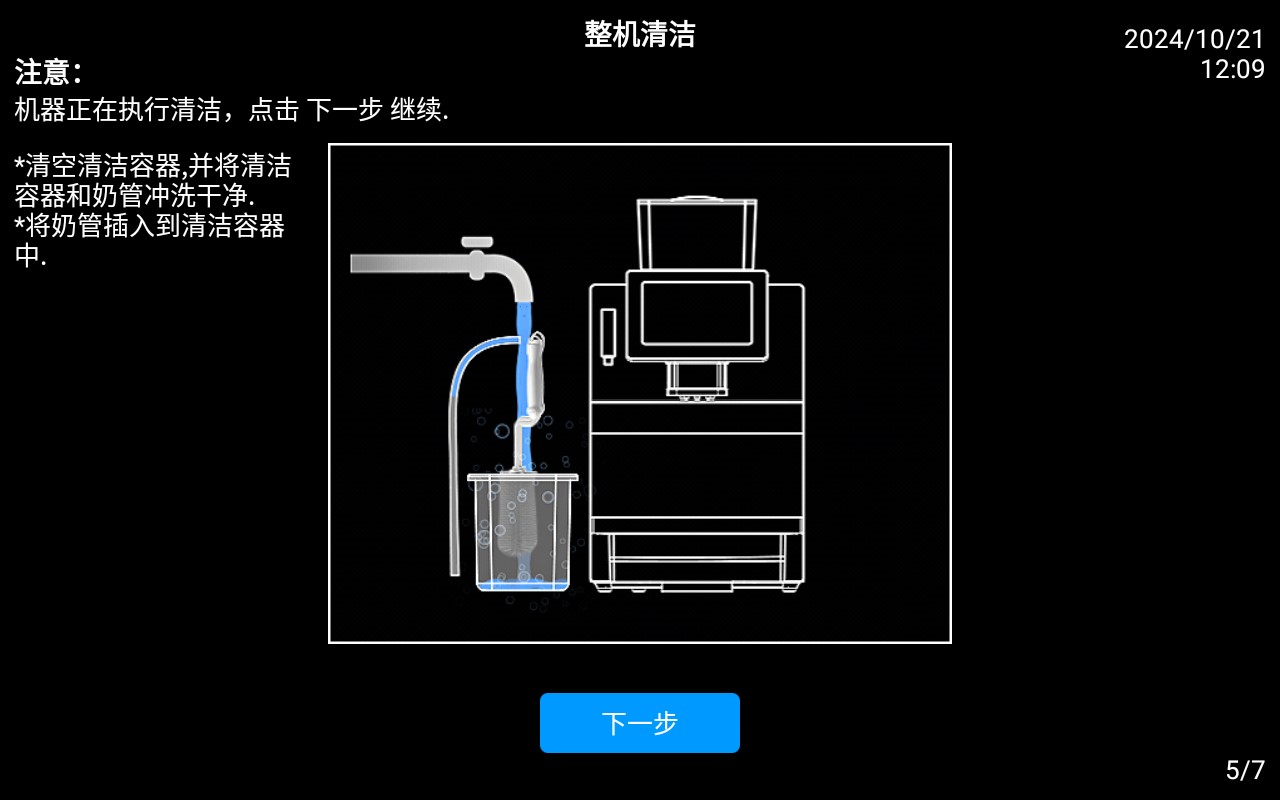 整机清洁
2024/10/21
12:09
注意：
机器正在执行清洁，点击 下一步 继续.
*清空清洁容器,并将清洁
容器和奶管冲洗干净.
*将奶管插入到清洁容器
中.
下一步
5/7